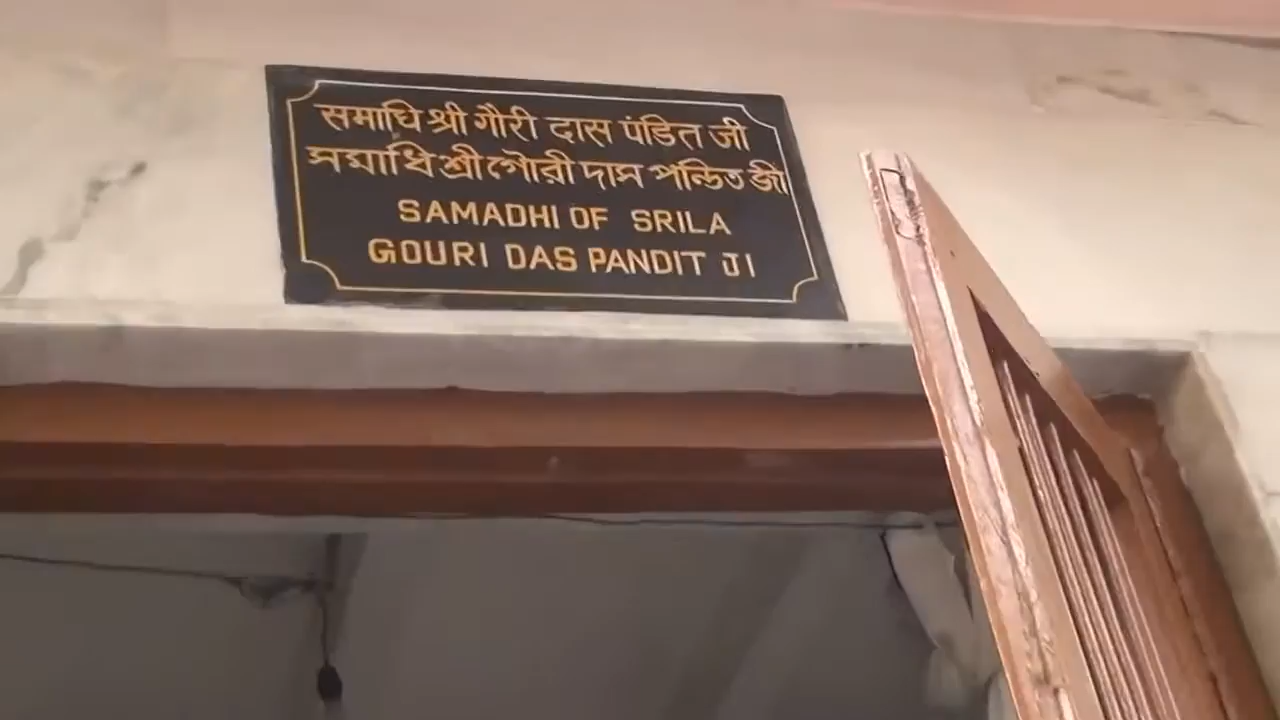 समाधि श्री गौरी दास पंडित जी
সমাধি শ্রী গৌরী দাস পন্ডিত জী
SAMADHI OF SRILA
GOURI DAS PANDIT JI